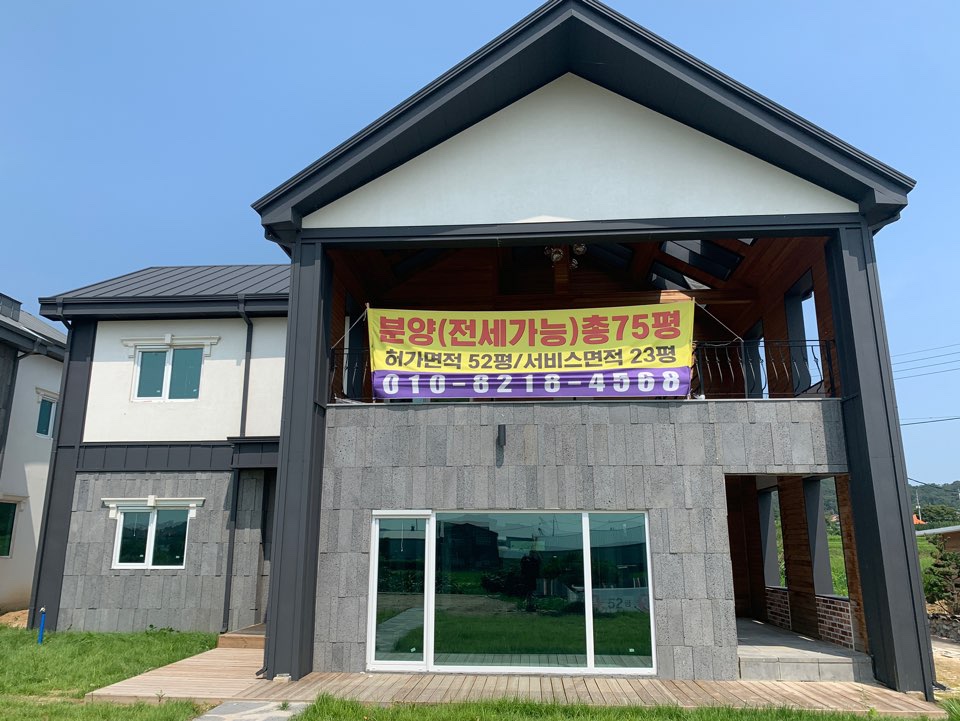 분양(전세가능)총75평
허가면적 52평/서비스면적 23평
010-8218-4568